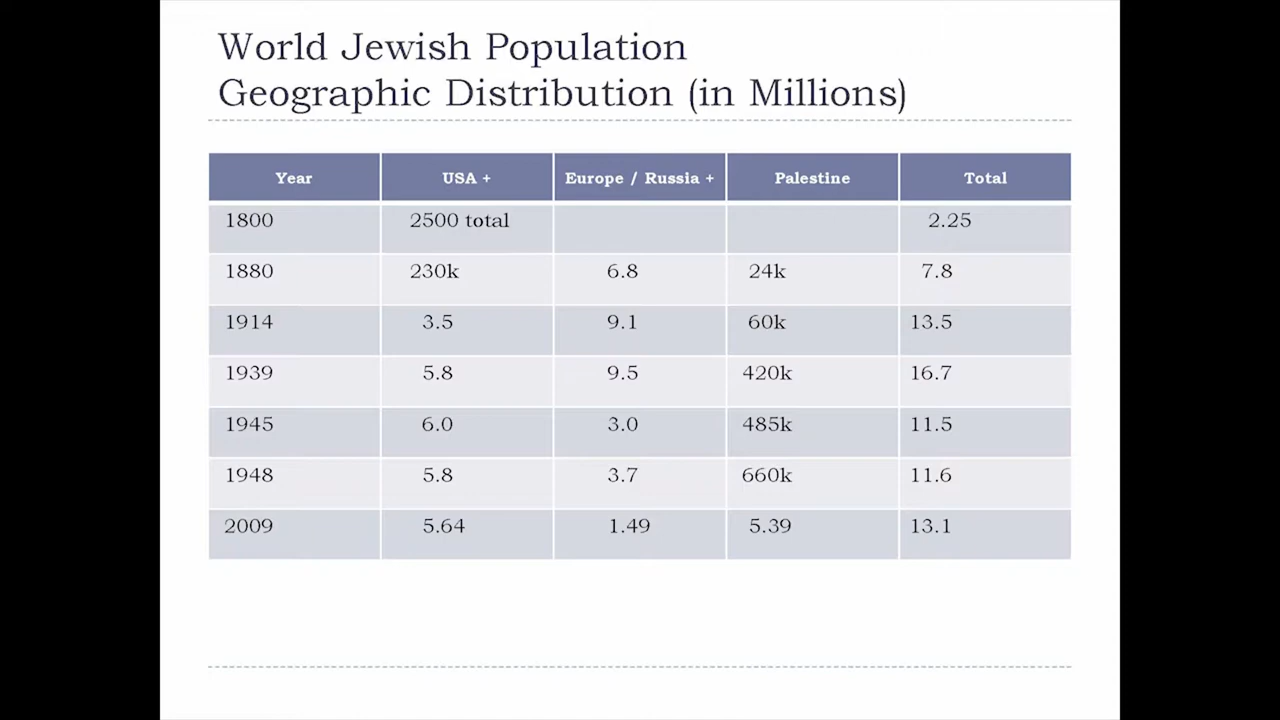 World Jewish Population
Geographic Distribution (in Millions)
Year USA + Europe / Russia + Palestine Total
1800 2500 total 2.25
1880 230k 6.8 24k 7.8
1914 3.5 9.1 60k 13.5
1939 5.8 9.5 420k 16.7
1945 6.0 3.0 485k 11.5
1948 5.8 3.7 660k 11.6
2009 5.64 1.49 5.39 13.1